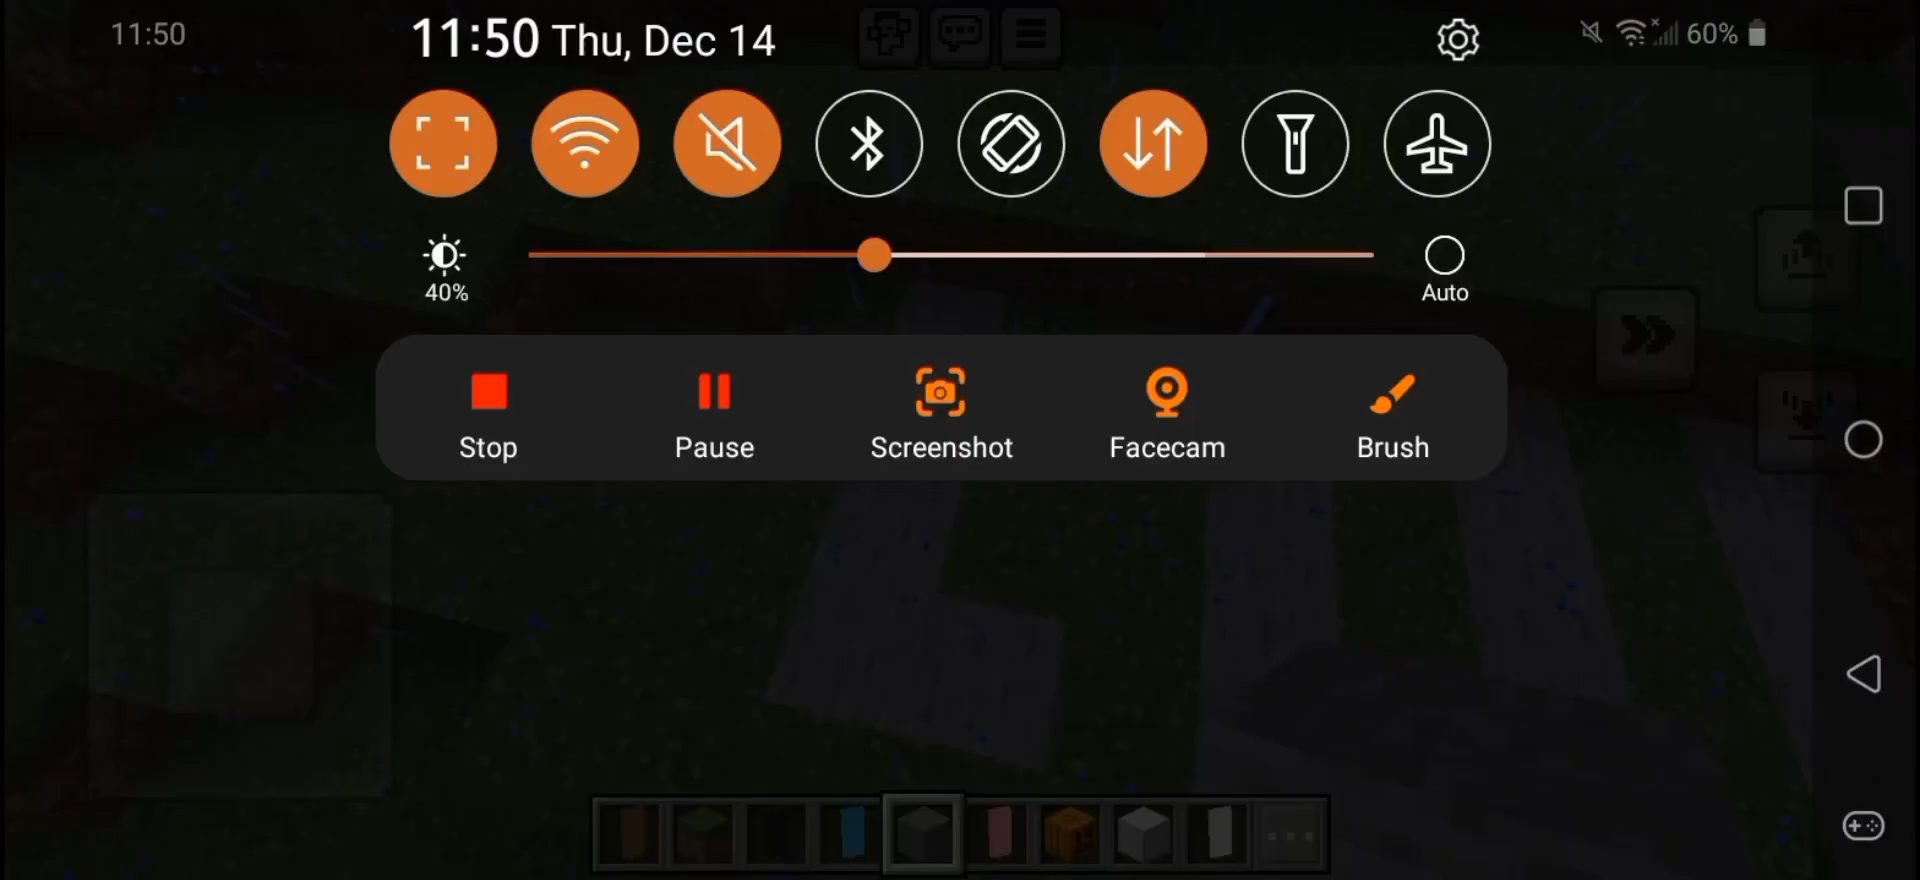 11:50
11:50 Thu, Dec 14
60%
40%
Auto
Stop
Pause
Screenshot
Facecam
Brush